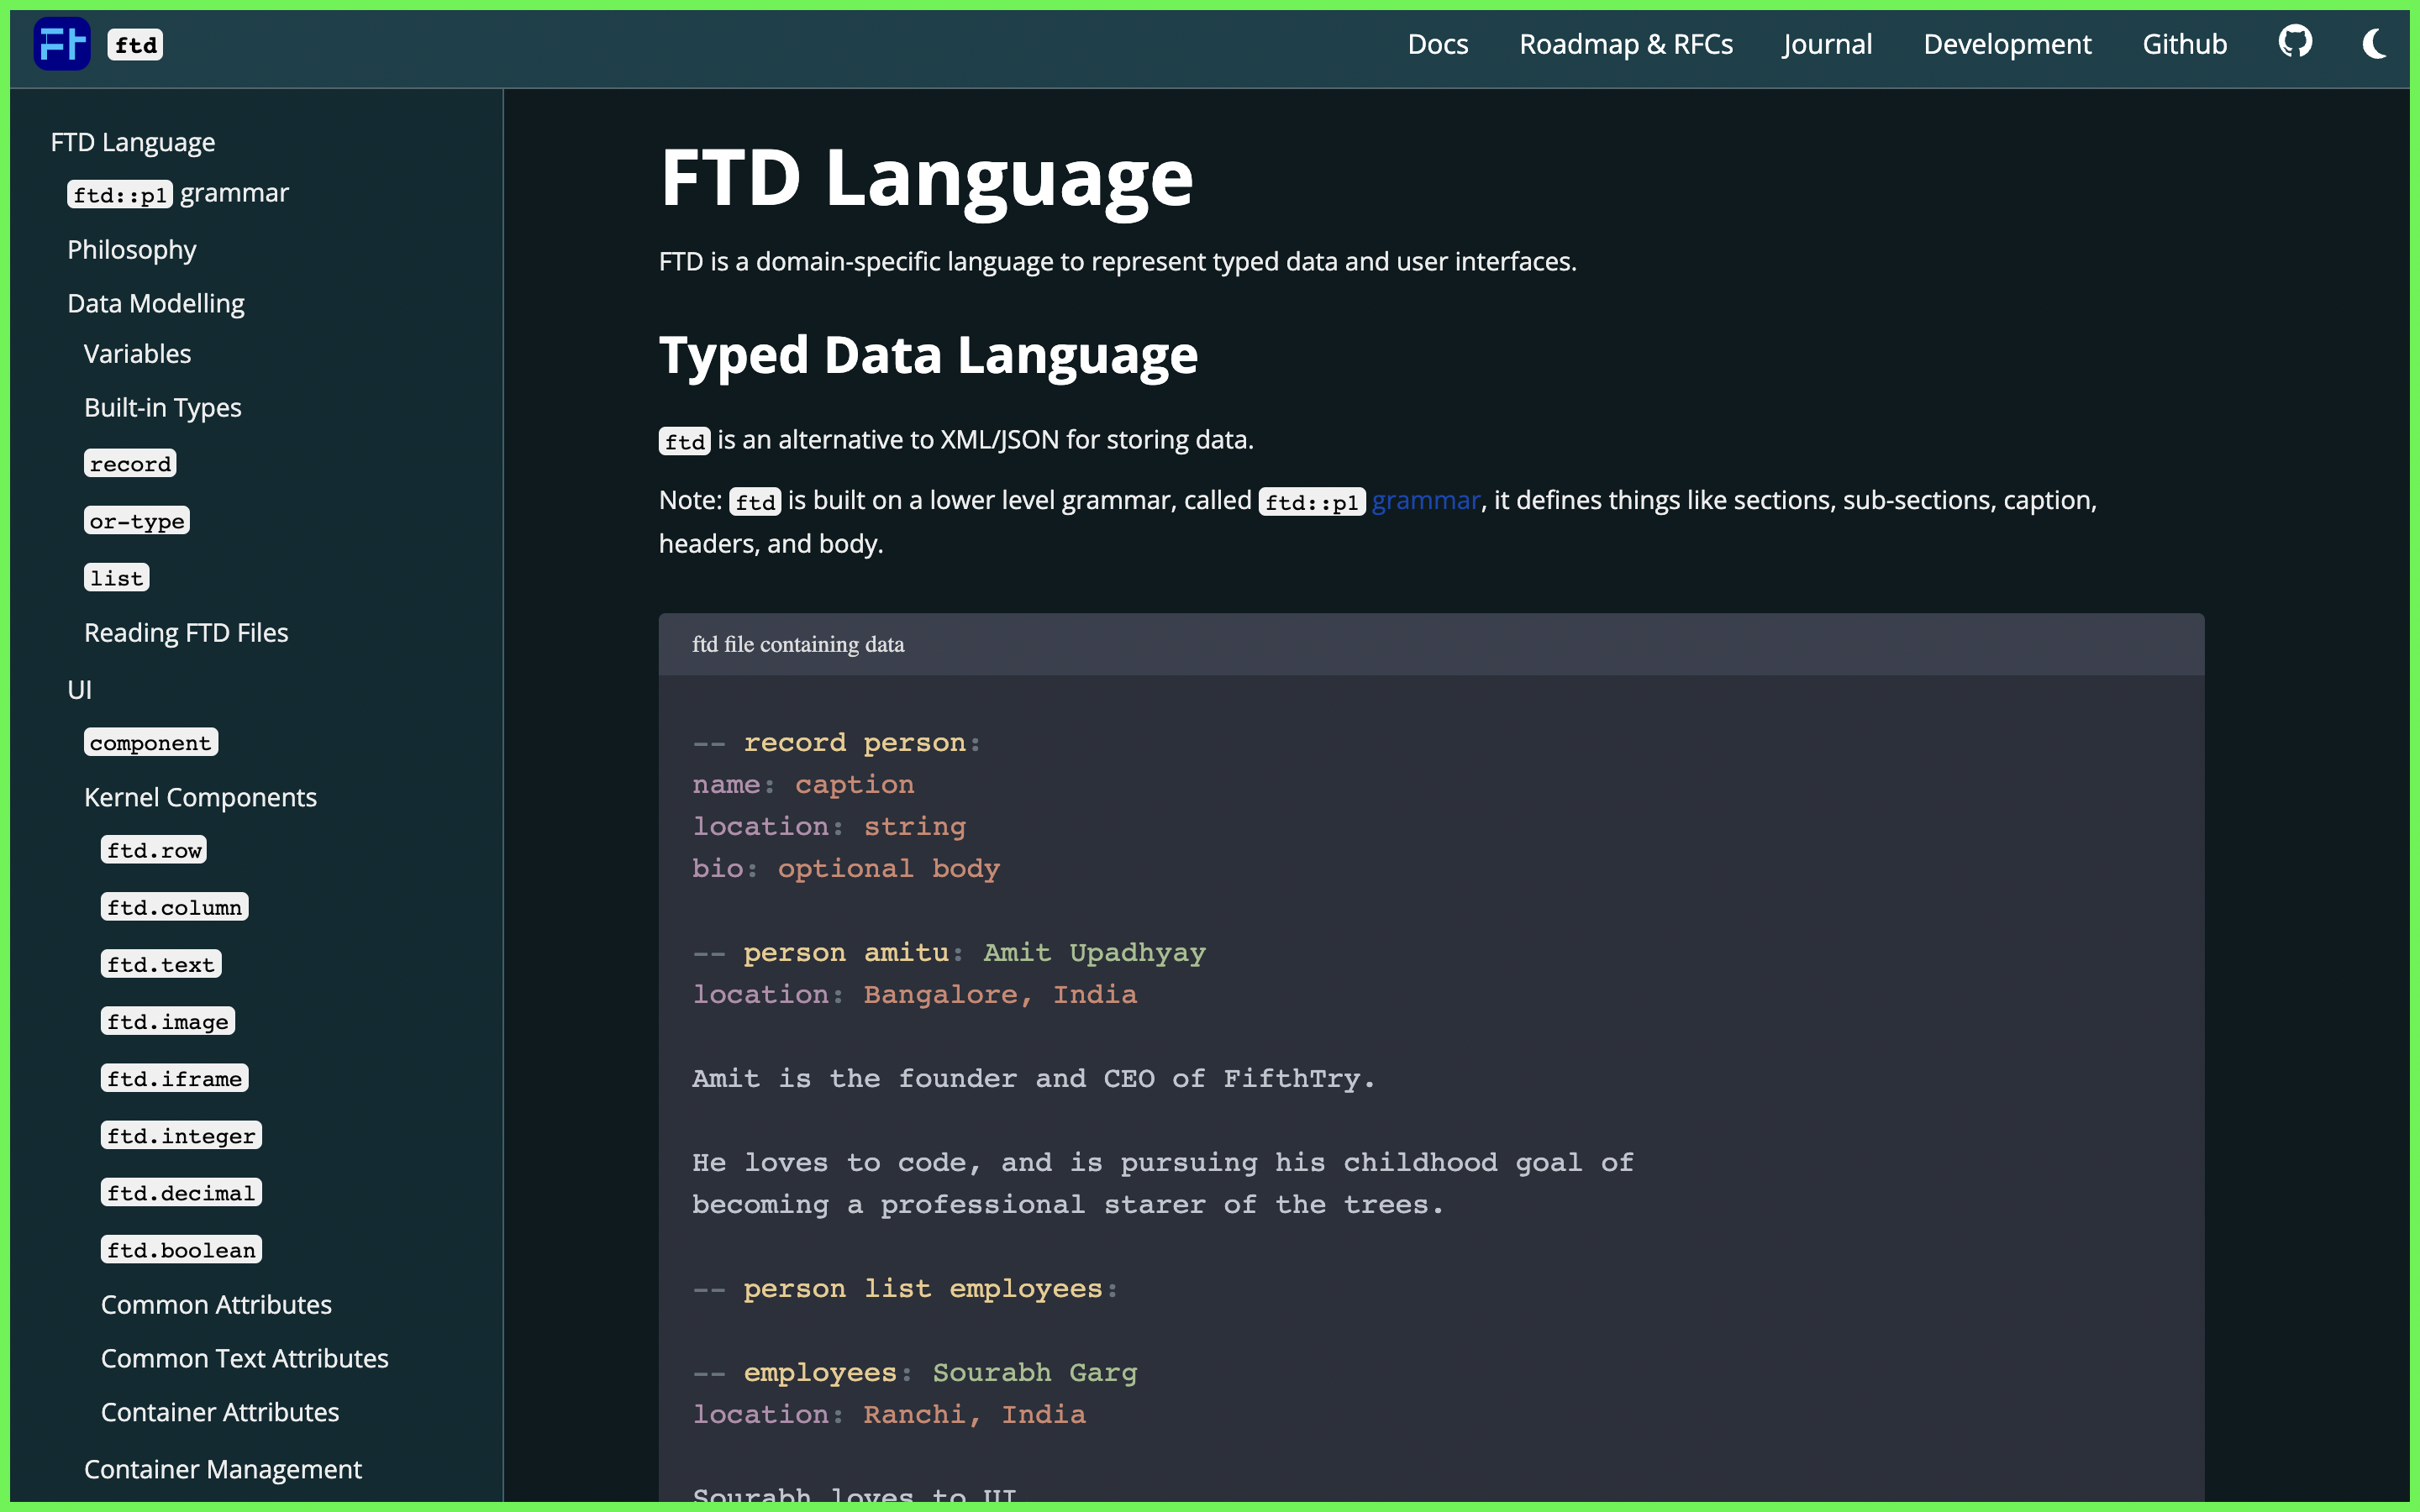 Ft ftd Docs Roadmap & RFCs Journal Development Github
FTD Language
ftd::p1 grammar
Philosophy
Data Modelling
Variables
Built-in Types
record
or-type
list
Reading FTD Files
UI
component
Kernel Components
ftd.row
ftd.column
ftd.text
ftd.image
ftd.iframe
ftd.integer
ftd.decimal
ftd.boolean
Common Attributes
Common Text Attributes
Container Attributes
Container Management
FTD Language
FTD is a domain-specific language to represent typed data and user interfaces.
Typed Data Language
ftd is an alternative to XML/JSON for storing data.
Note: ftd is built on a lower level grammar, called ftd::p1 grammar, it defines things like sections, sub-sections, caption,
headers, and body.
ftd file containing data
-- record person:
name: caption
location: string
bio: optional body
-- person amitu: Amit Upadhyay
location: Bangalore, India
Amit is the founder and CEO of FifthTry.
He loves to code, and is pursuing his childhood goal of
becoming a professional starer of the trees.
-- person list employees:
-- employees: Sourabh Garg
location: Ranchi, India
Sourabh loves to UI